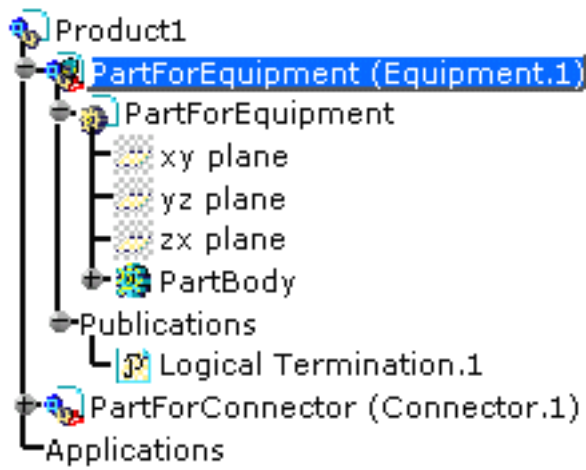 Product1
PartForEquipment (Equipment.1)
PartForEquipment
xy plane
yz plane
zx plane
PartBody
Publications
Logical Termination.1
PartForConnector (Connector.1)
Applications